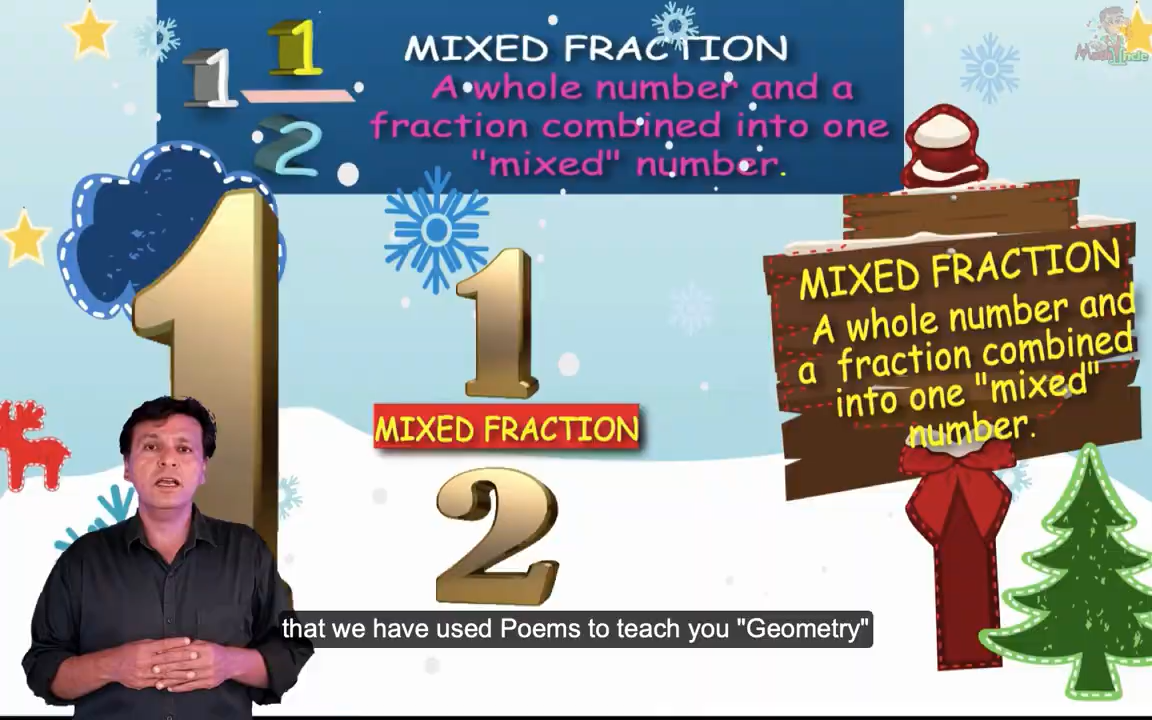 1 1
2
MIXED FRACTION
A whole number and a
fraction combined into one
"mixed" number.
1
1
MIXED FRACTION
2
MIXED FRACTION
A whole number and
a fraction combined
into one "mixed"
number.
that we have used Poems to teach you "Geometry"